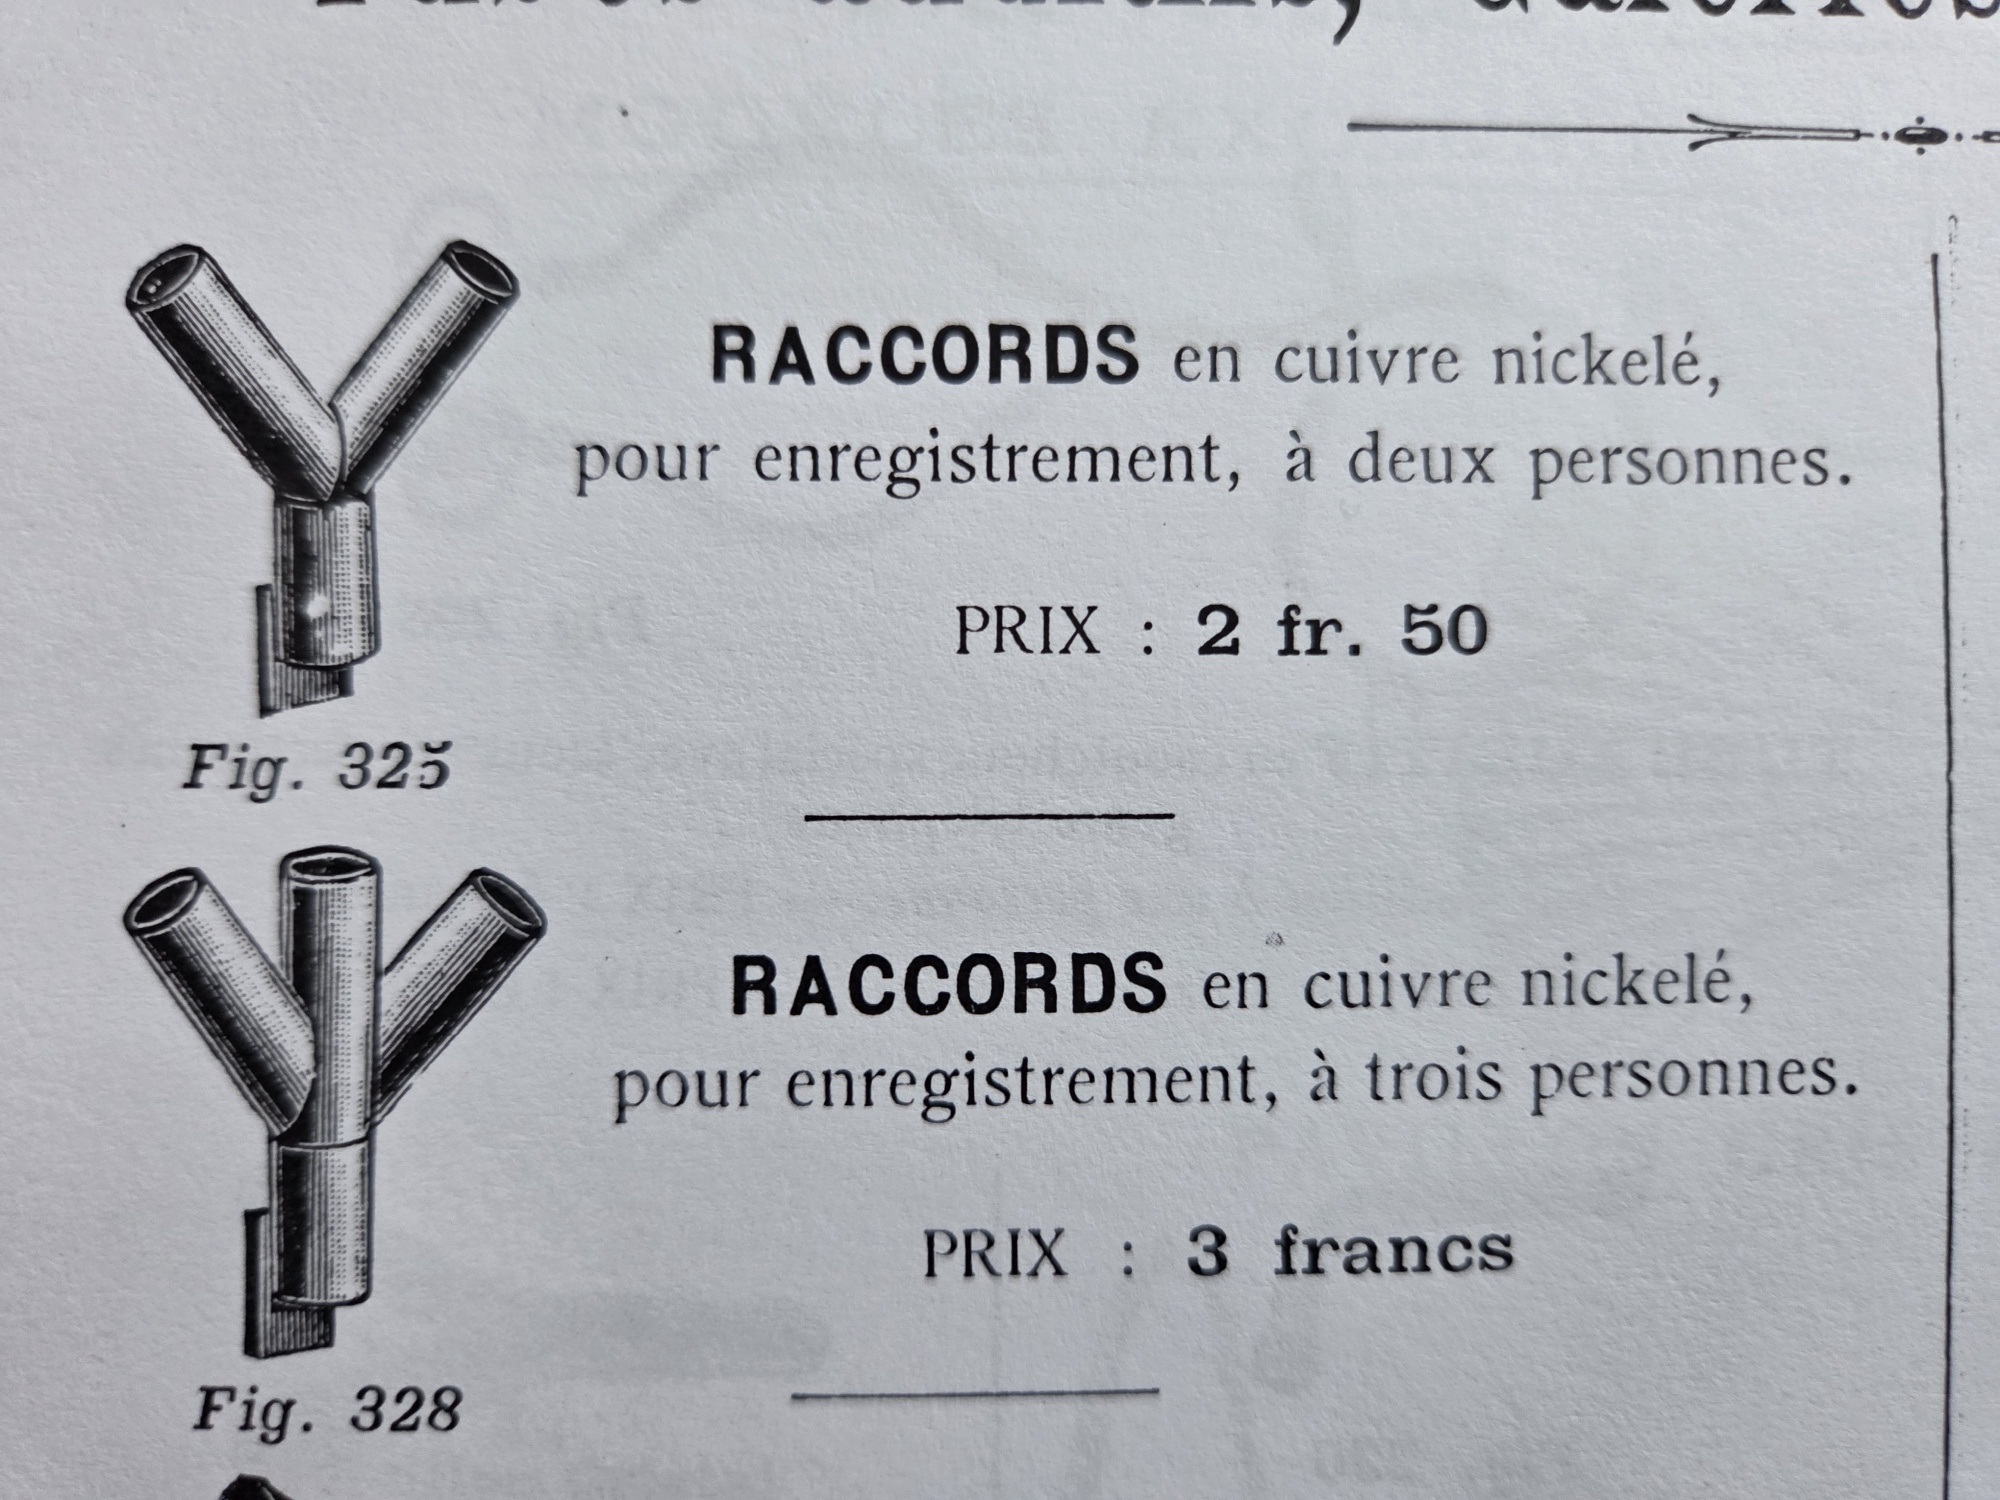 RACCORDS en cuivre nickelé,
pour enregistrement, à deux personnes.
PRIX : 2 fr. 50
Fig. 325
RACCORDS en cuivre nickelé,
pour enregistrement, à trois personnes.
PRIX : 3 francs
Fig. 328